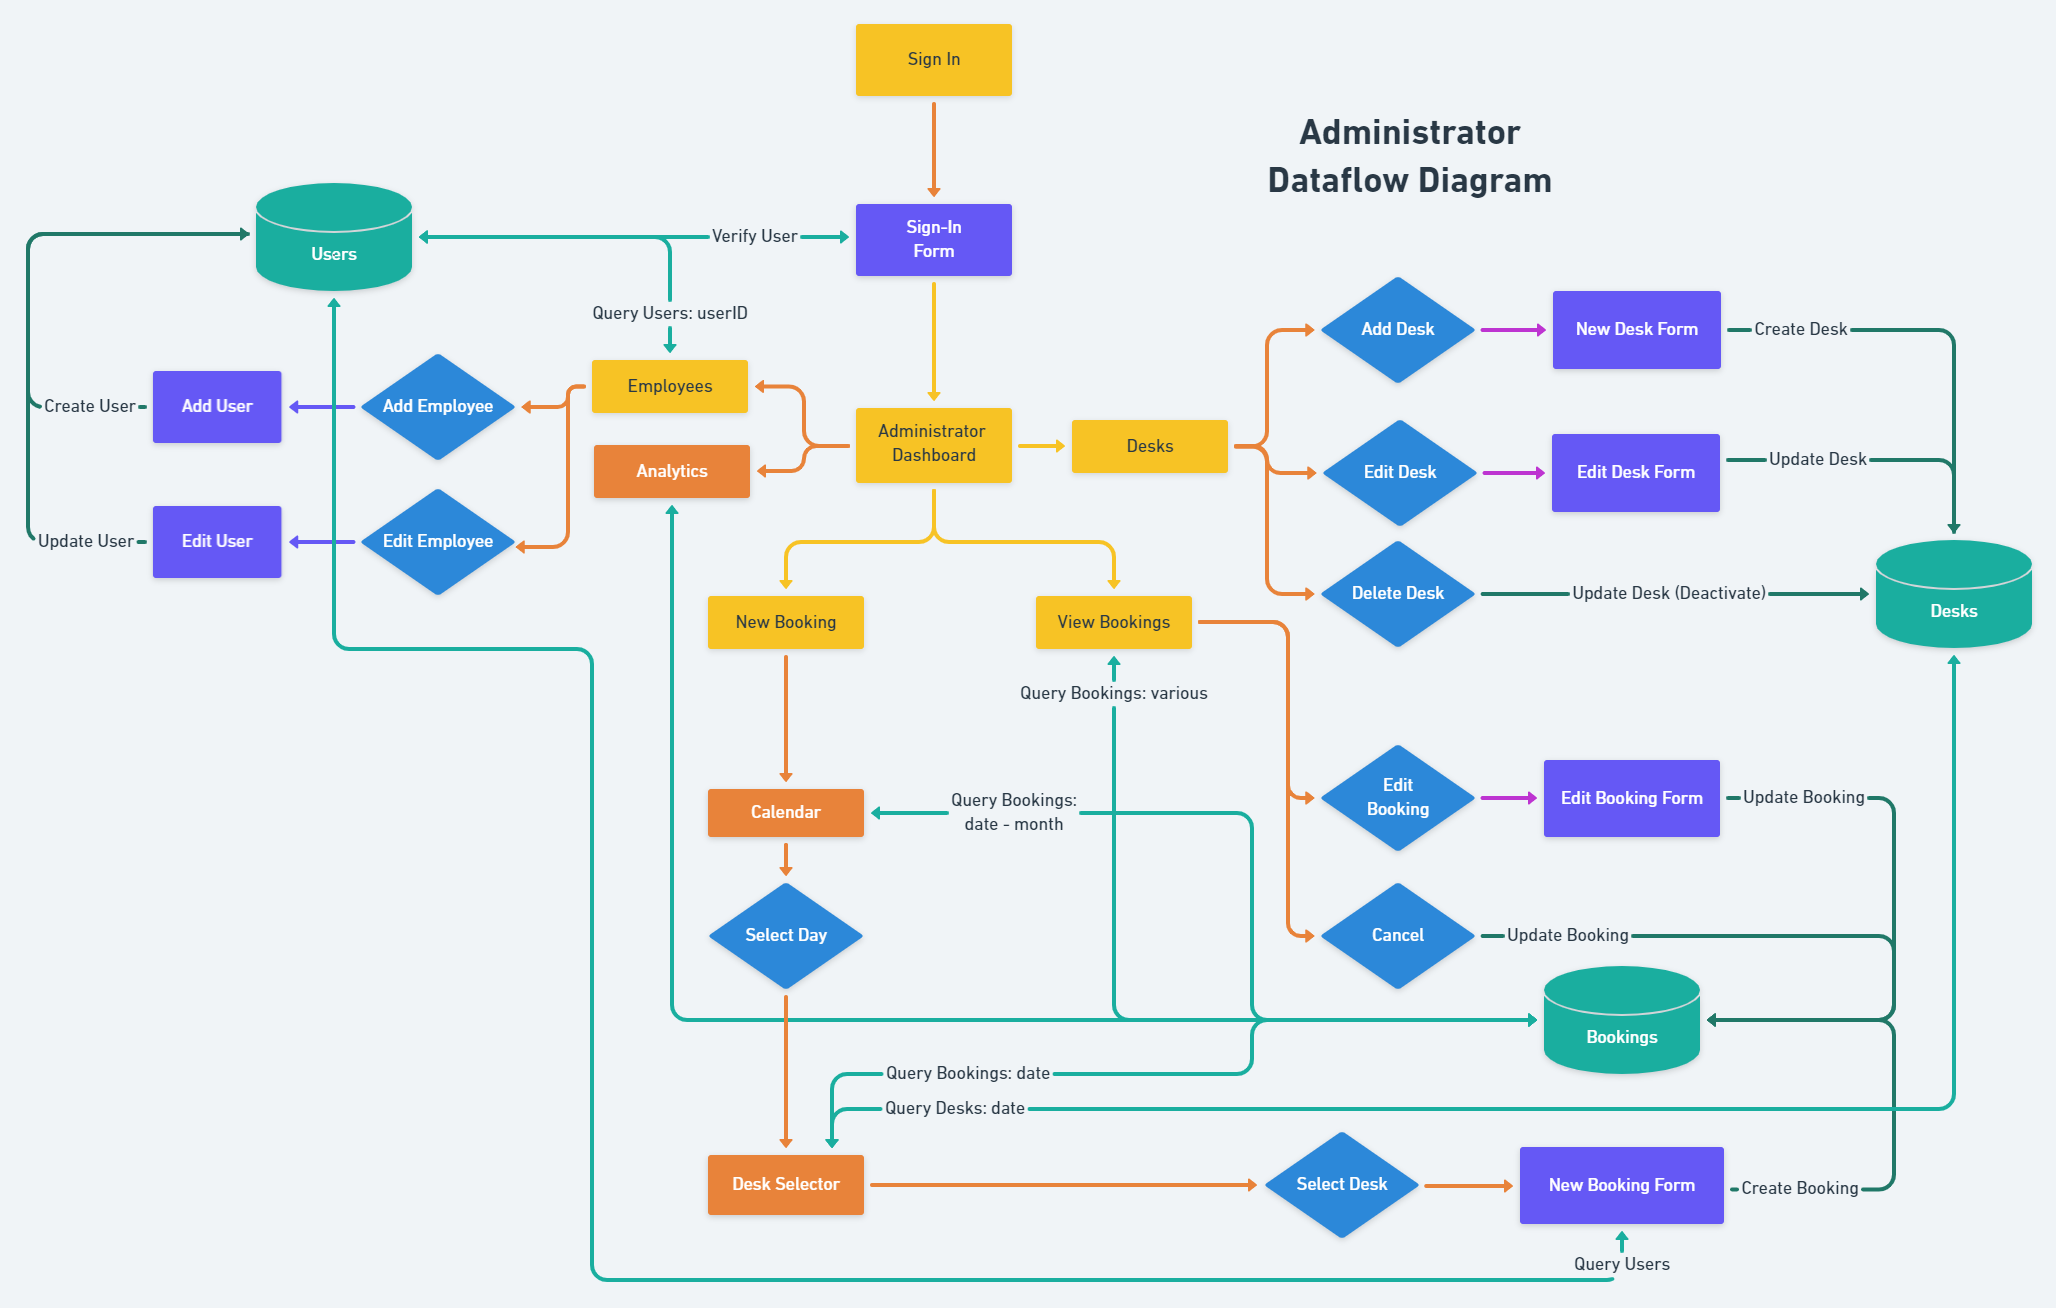 Sign In
Administrator
Dataflow Diagram
Users
Verify User
Sign-In
Form
Query Users: userID
Add Desk
New Desk Form
Create Desk
Employees
Create User
Add User
Add Employee
Administrator
Dashboard
Desks
Analytics
Edit Desk
Edit Desk Form
Update Desk
Update User
Edit User
Edit Employee
Delete Desk
Update Desk (Deactivate)
Desks
New Booking
View Bookings
Query Bookings: various
Calendar
Query Bookings:
date - month
Edit
Booking
Edit Booking Form
Update Booking
Select Day
Cancel
Update Booking
Bookings
Query Bookings: date
Query Desks: date
Desk Selector
Select Desk
New Booking Form
Create Booking
Query Users